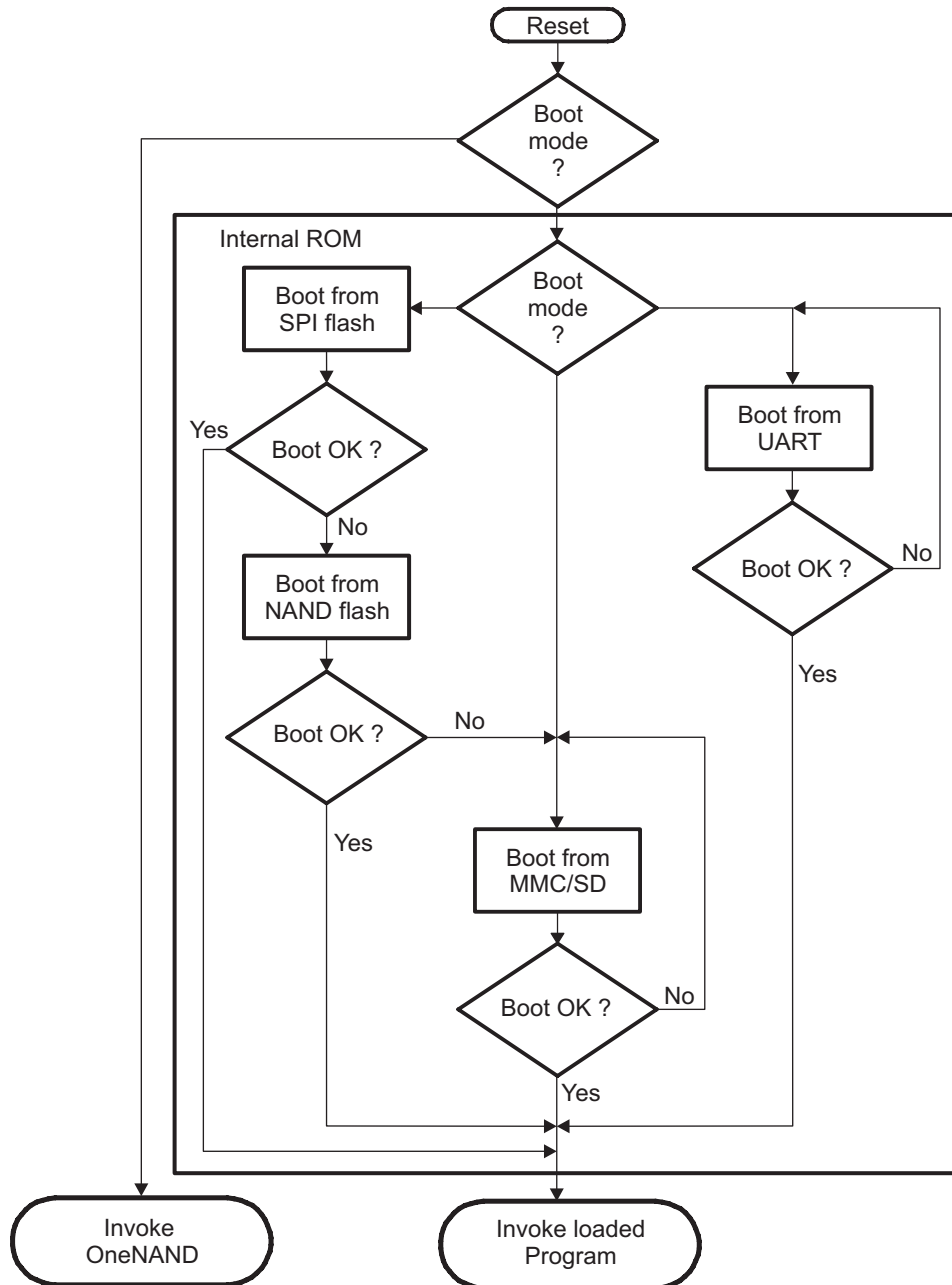 Reset
Boot
mode
?
Internal ROM
Boot
mode
?
Boot from
SPI flash
Boot from
UART
Yes
Boot OK ?
No
Boot OK ?
No
Boot from
NAND flash
Yes
Boot OK ?
No
Yes
Boot from
MMC/SD
Boot OK ?
No
Yes
Invoke
OneNAND
Invoke loaded
Program